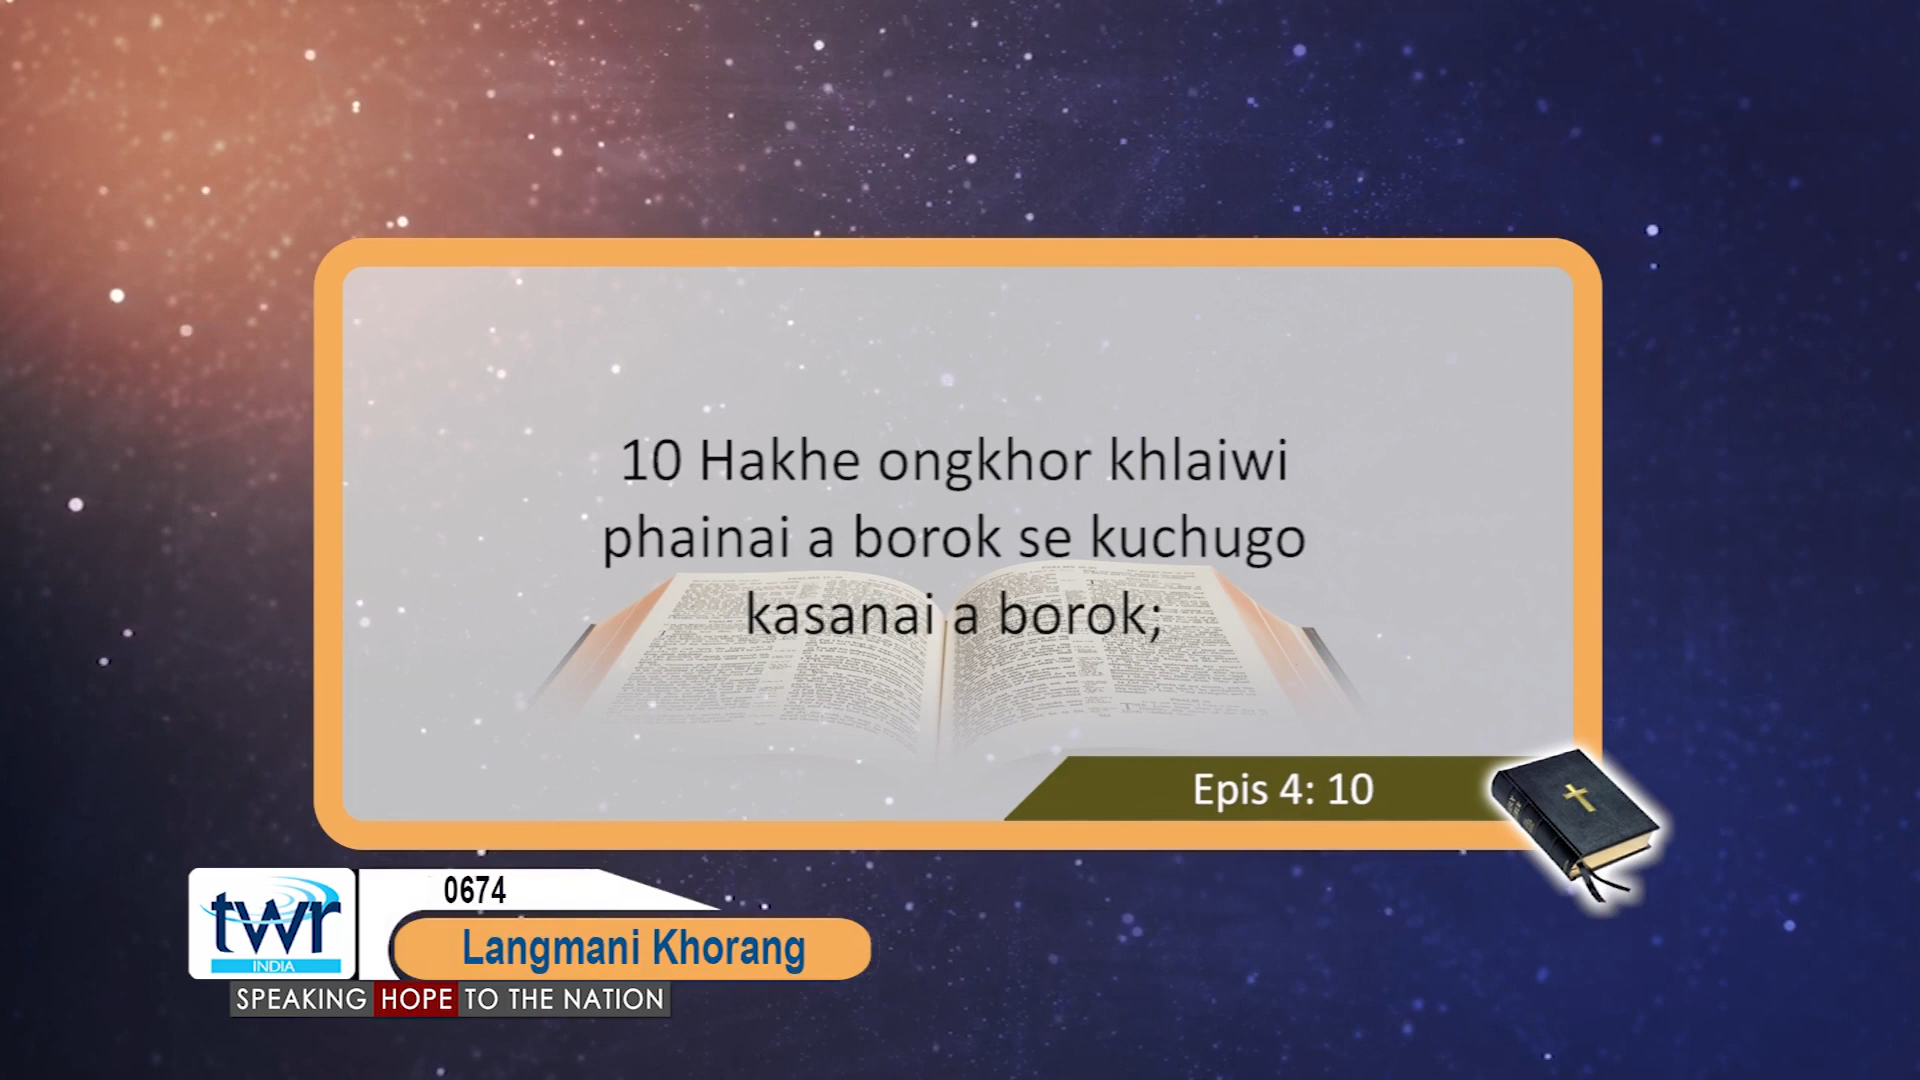 10 Hakhe ongkhor khlaiwi
phainai a borok se kuchugo
kasanai a borok;
Epis 4: 10
0674
twr
INDIA
Langmani Khorang
SPEAKING HOPE TO THE NATION